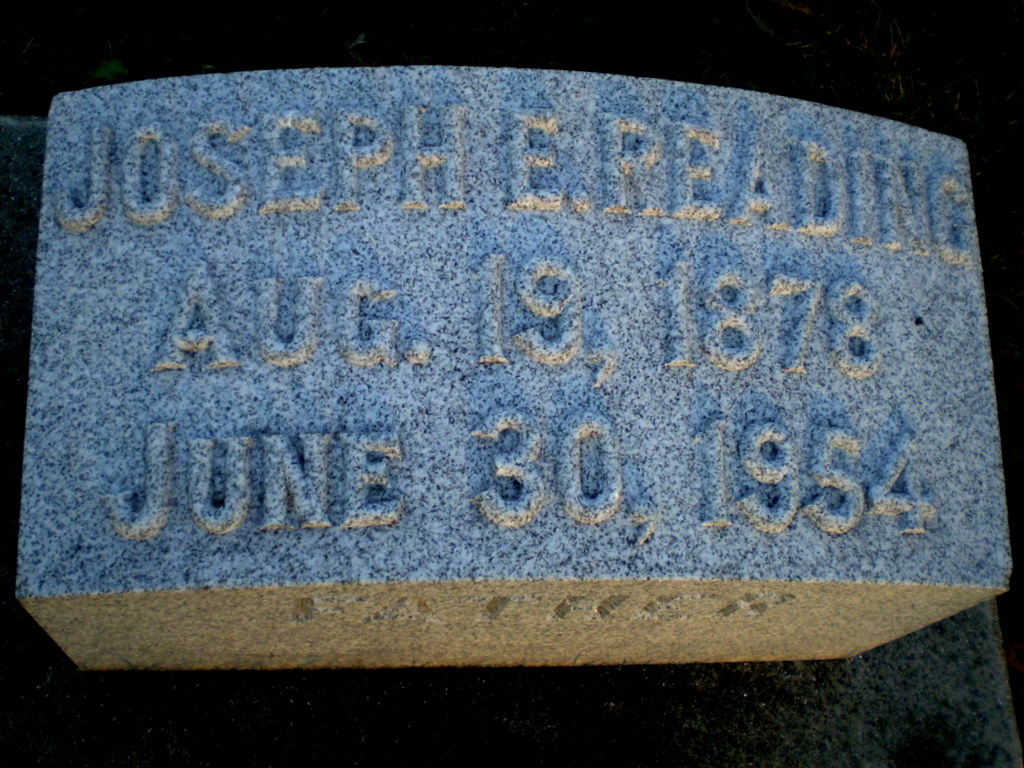 JOSEPH E. READING
AUG. 19, 1878
JUNE 30, 1954
FATHER